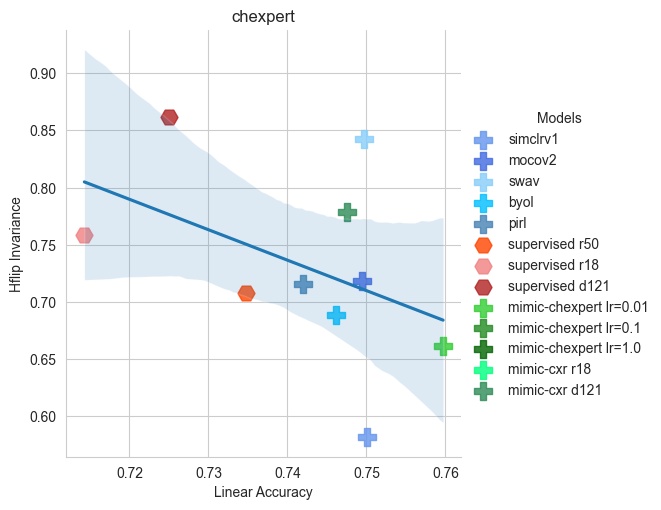 chexpert
Hflip Invariance
0.90
0.85
0.80
0.75
0.70
0.65
0.60
0.72
0.73
0.74
0.75
0.76
Linear Accuracy
Models
simclrv1
mocov2
swav
byol
pirl
supervised r50
supervised r18
supervised d121
mimic-chexpert lr=0.01
mimic-chexpert lr=0.1
mimic-chexpert lr=1.0
mimic-cxr r18
mimic-cxr d121